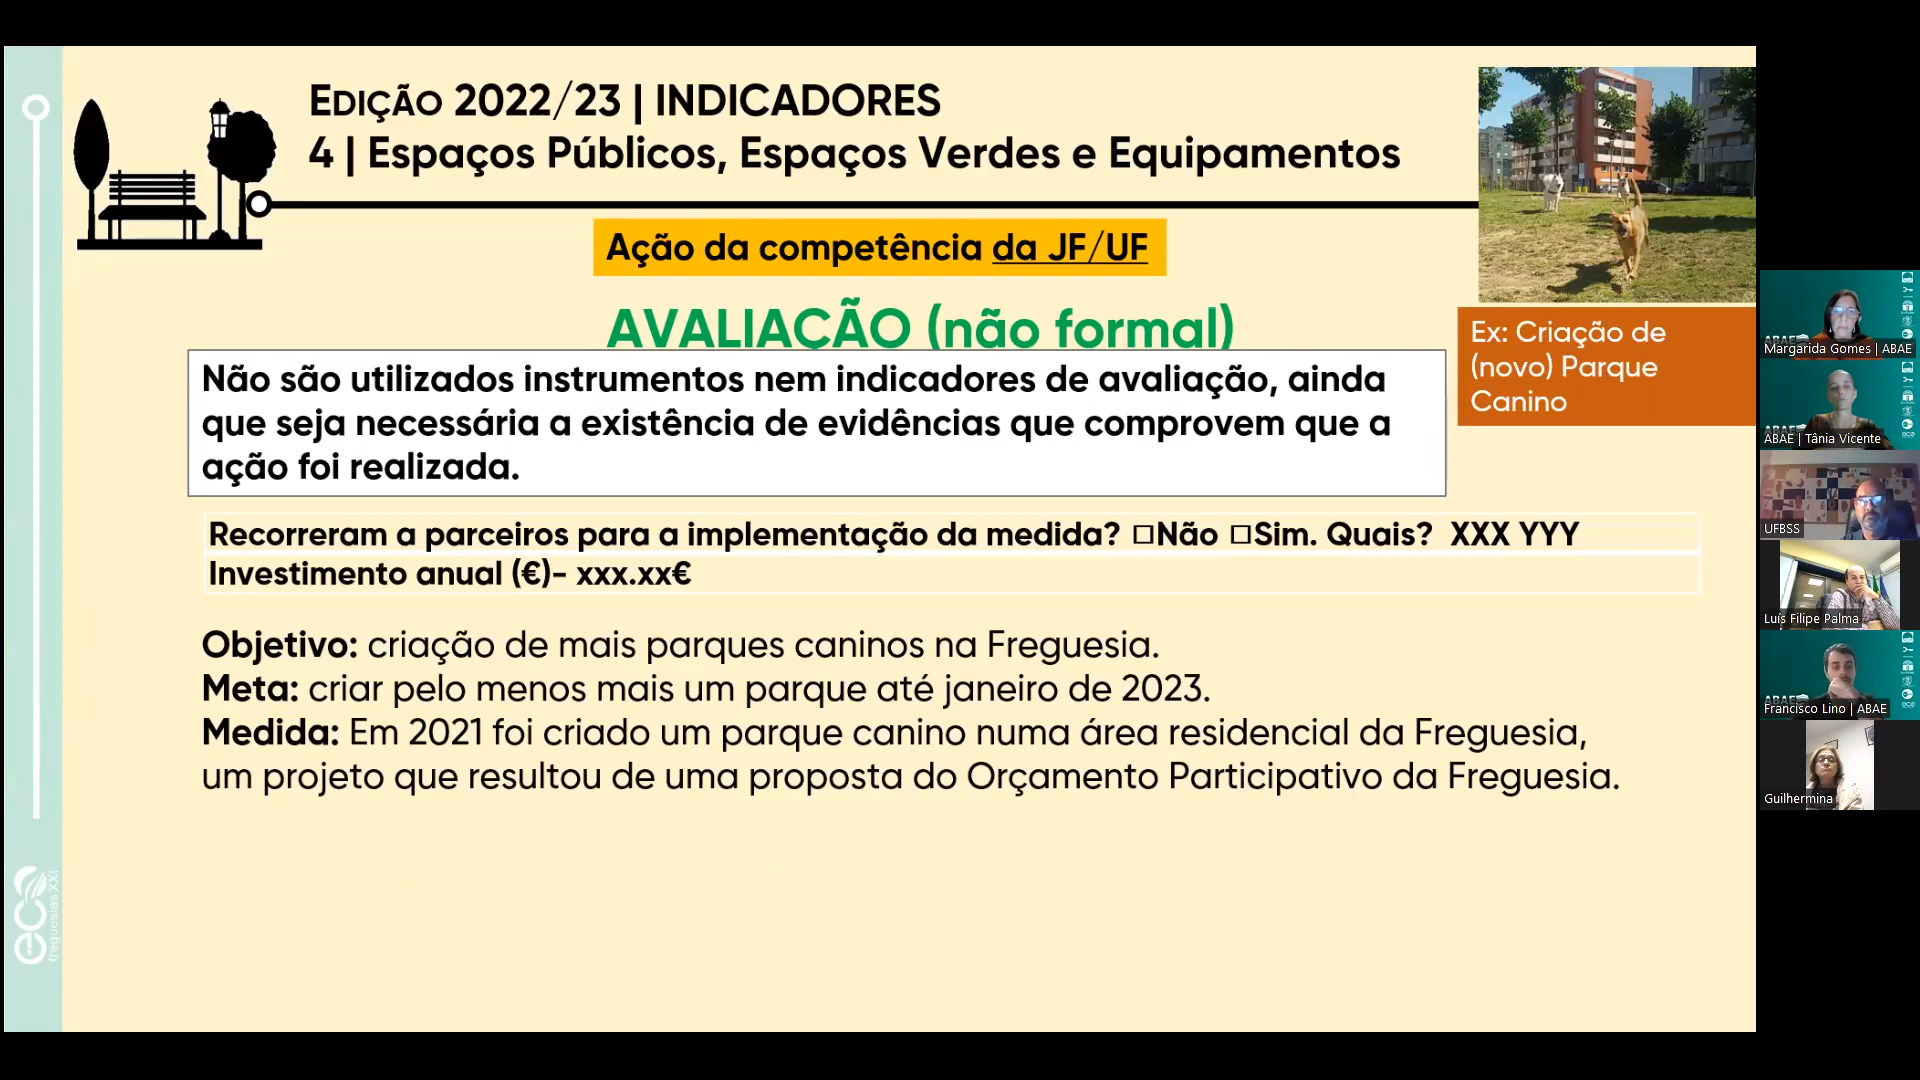 EDIÇÃO 2022/23 | INDICADORES
4 | Espaços Públicos, Espaços Verdes e Equipamentos
Ação da competência da JF/UF
AVALIAÇÃO (não formal)
Não são utilizados instrumentos nem indicadores de avaliação, ainda
que seja necessária a existência de evidências que comprovem que a
ação foi realizada.
Ex: Criação de
(novo) Parque
Canino
Recorreram a parceiros para a implementação da medida? ☐Não ☐Sim. Quais? XXX YYY
Investimento anual (€)- xxx.xx€
Objetivo: criação de mais parques caninos na Freguesia.
Meta: criar pelo menos mais um parque até janeiro de 2023.
Medida: Em 2021 foi criado um parque canino numa área residencial da Freguesia,
um projeto que resultou de uma proposta do Orçamento Participativo da Freguesia.
eco
freguesias XXI
ABAE
Margarida Gomes | ABAE
ABAE
ABAE | Tânia Vicente
UFBSS
Luís Filipe Palma
ABAE
Francisco Lino | ABAE
Guilhermina